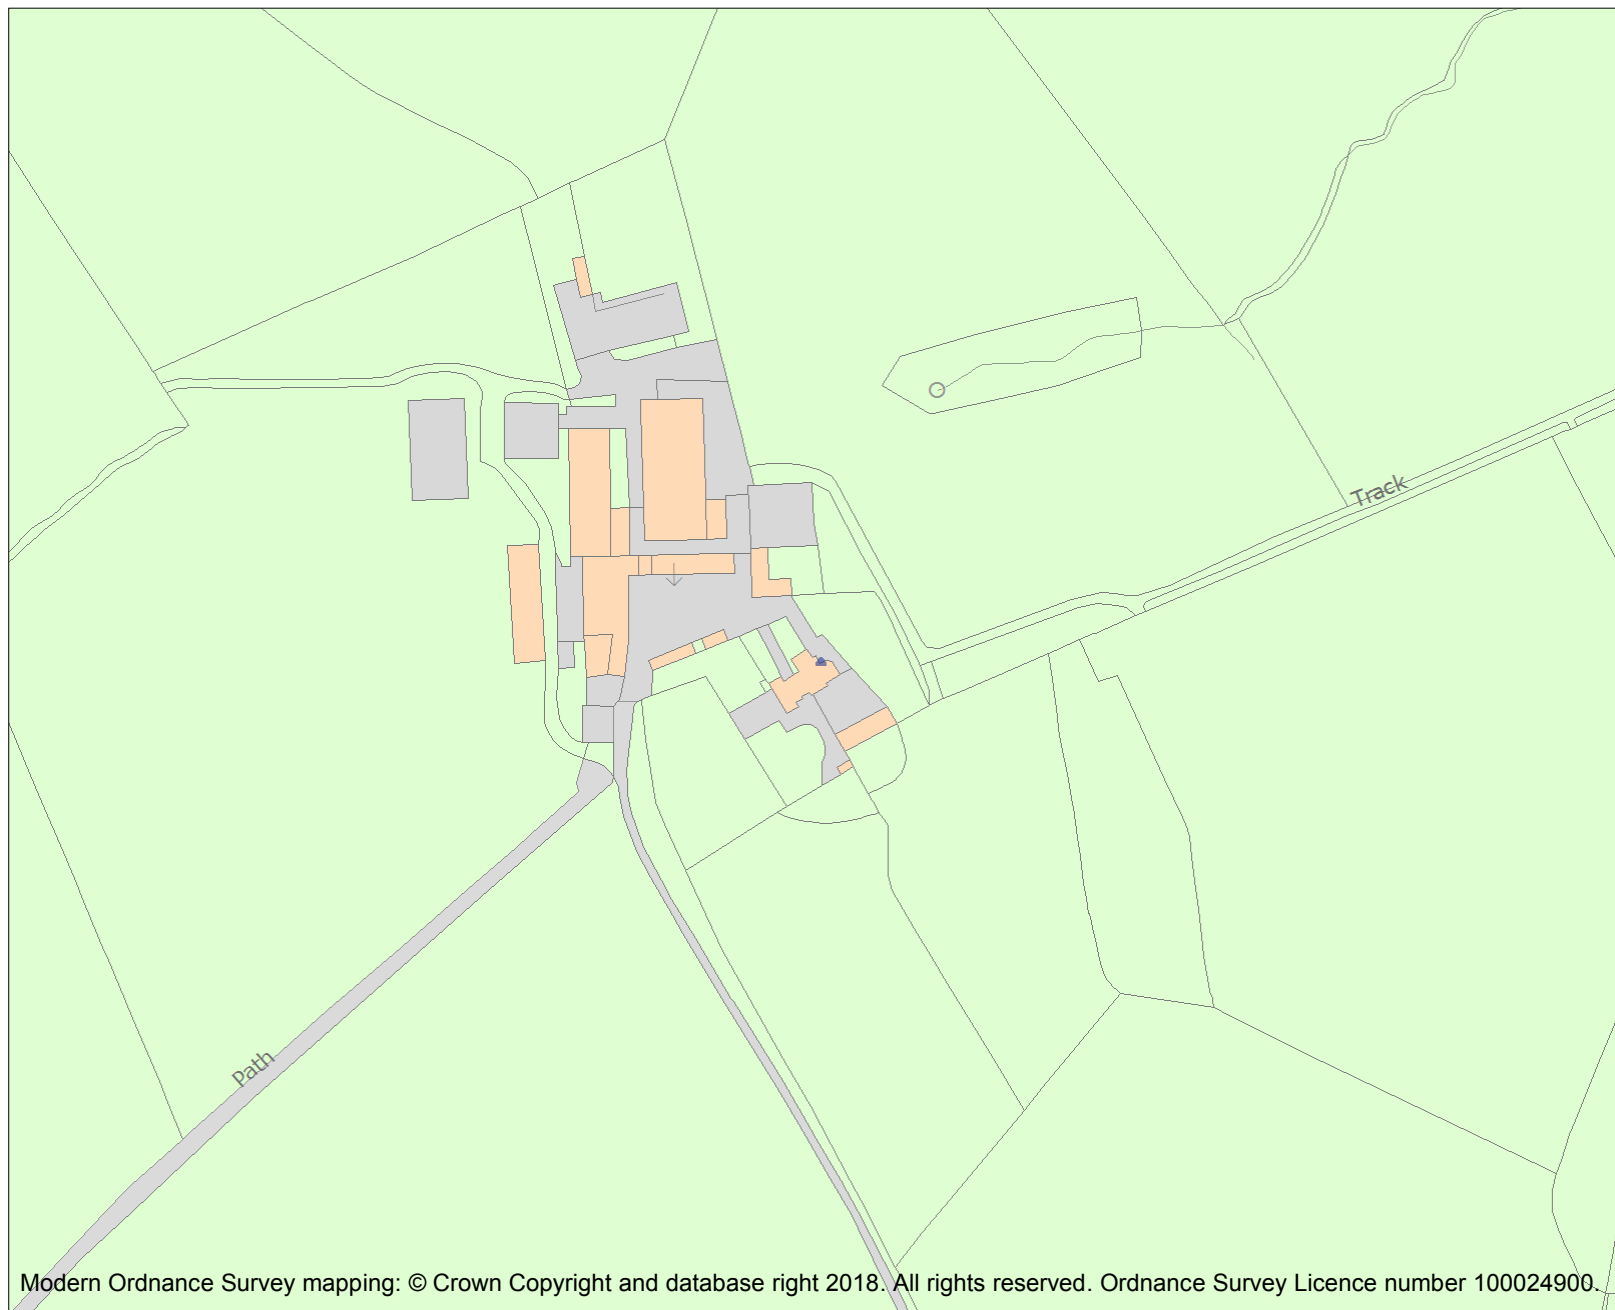 Track
Path
Modern Ordnance Survey mapping: © Crown Copyright and database right 2018. All rights reserved. Ordnance Survey Licence number 100024900.